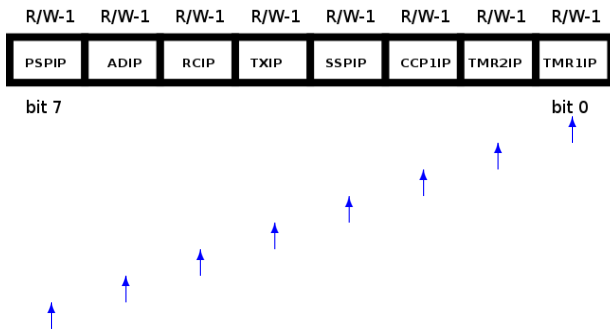 R/W-1 R/W-1 R/W-1 R/W-1 R/W-1 R/W-1 R/W-1 R/W-1
PSPIP ADIP RCIP TXIP SSPIP CCP1IP TMR2IP TMR1IP
bit 7 bit 0